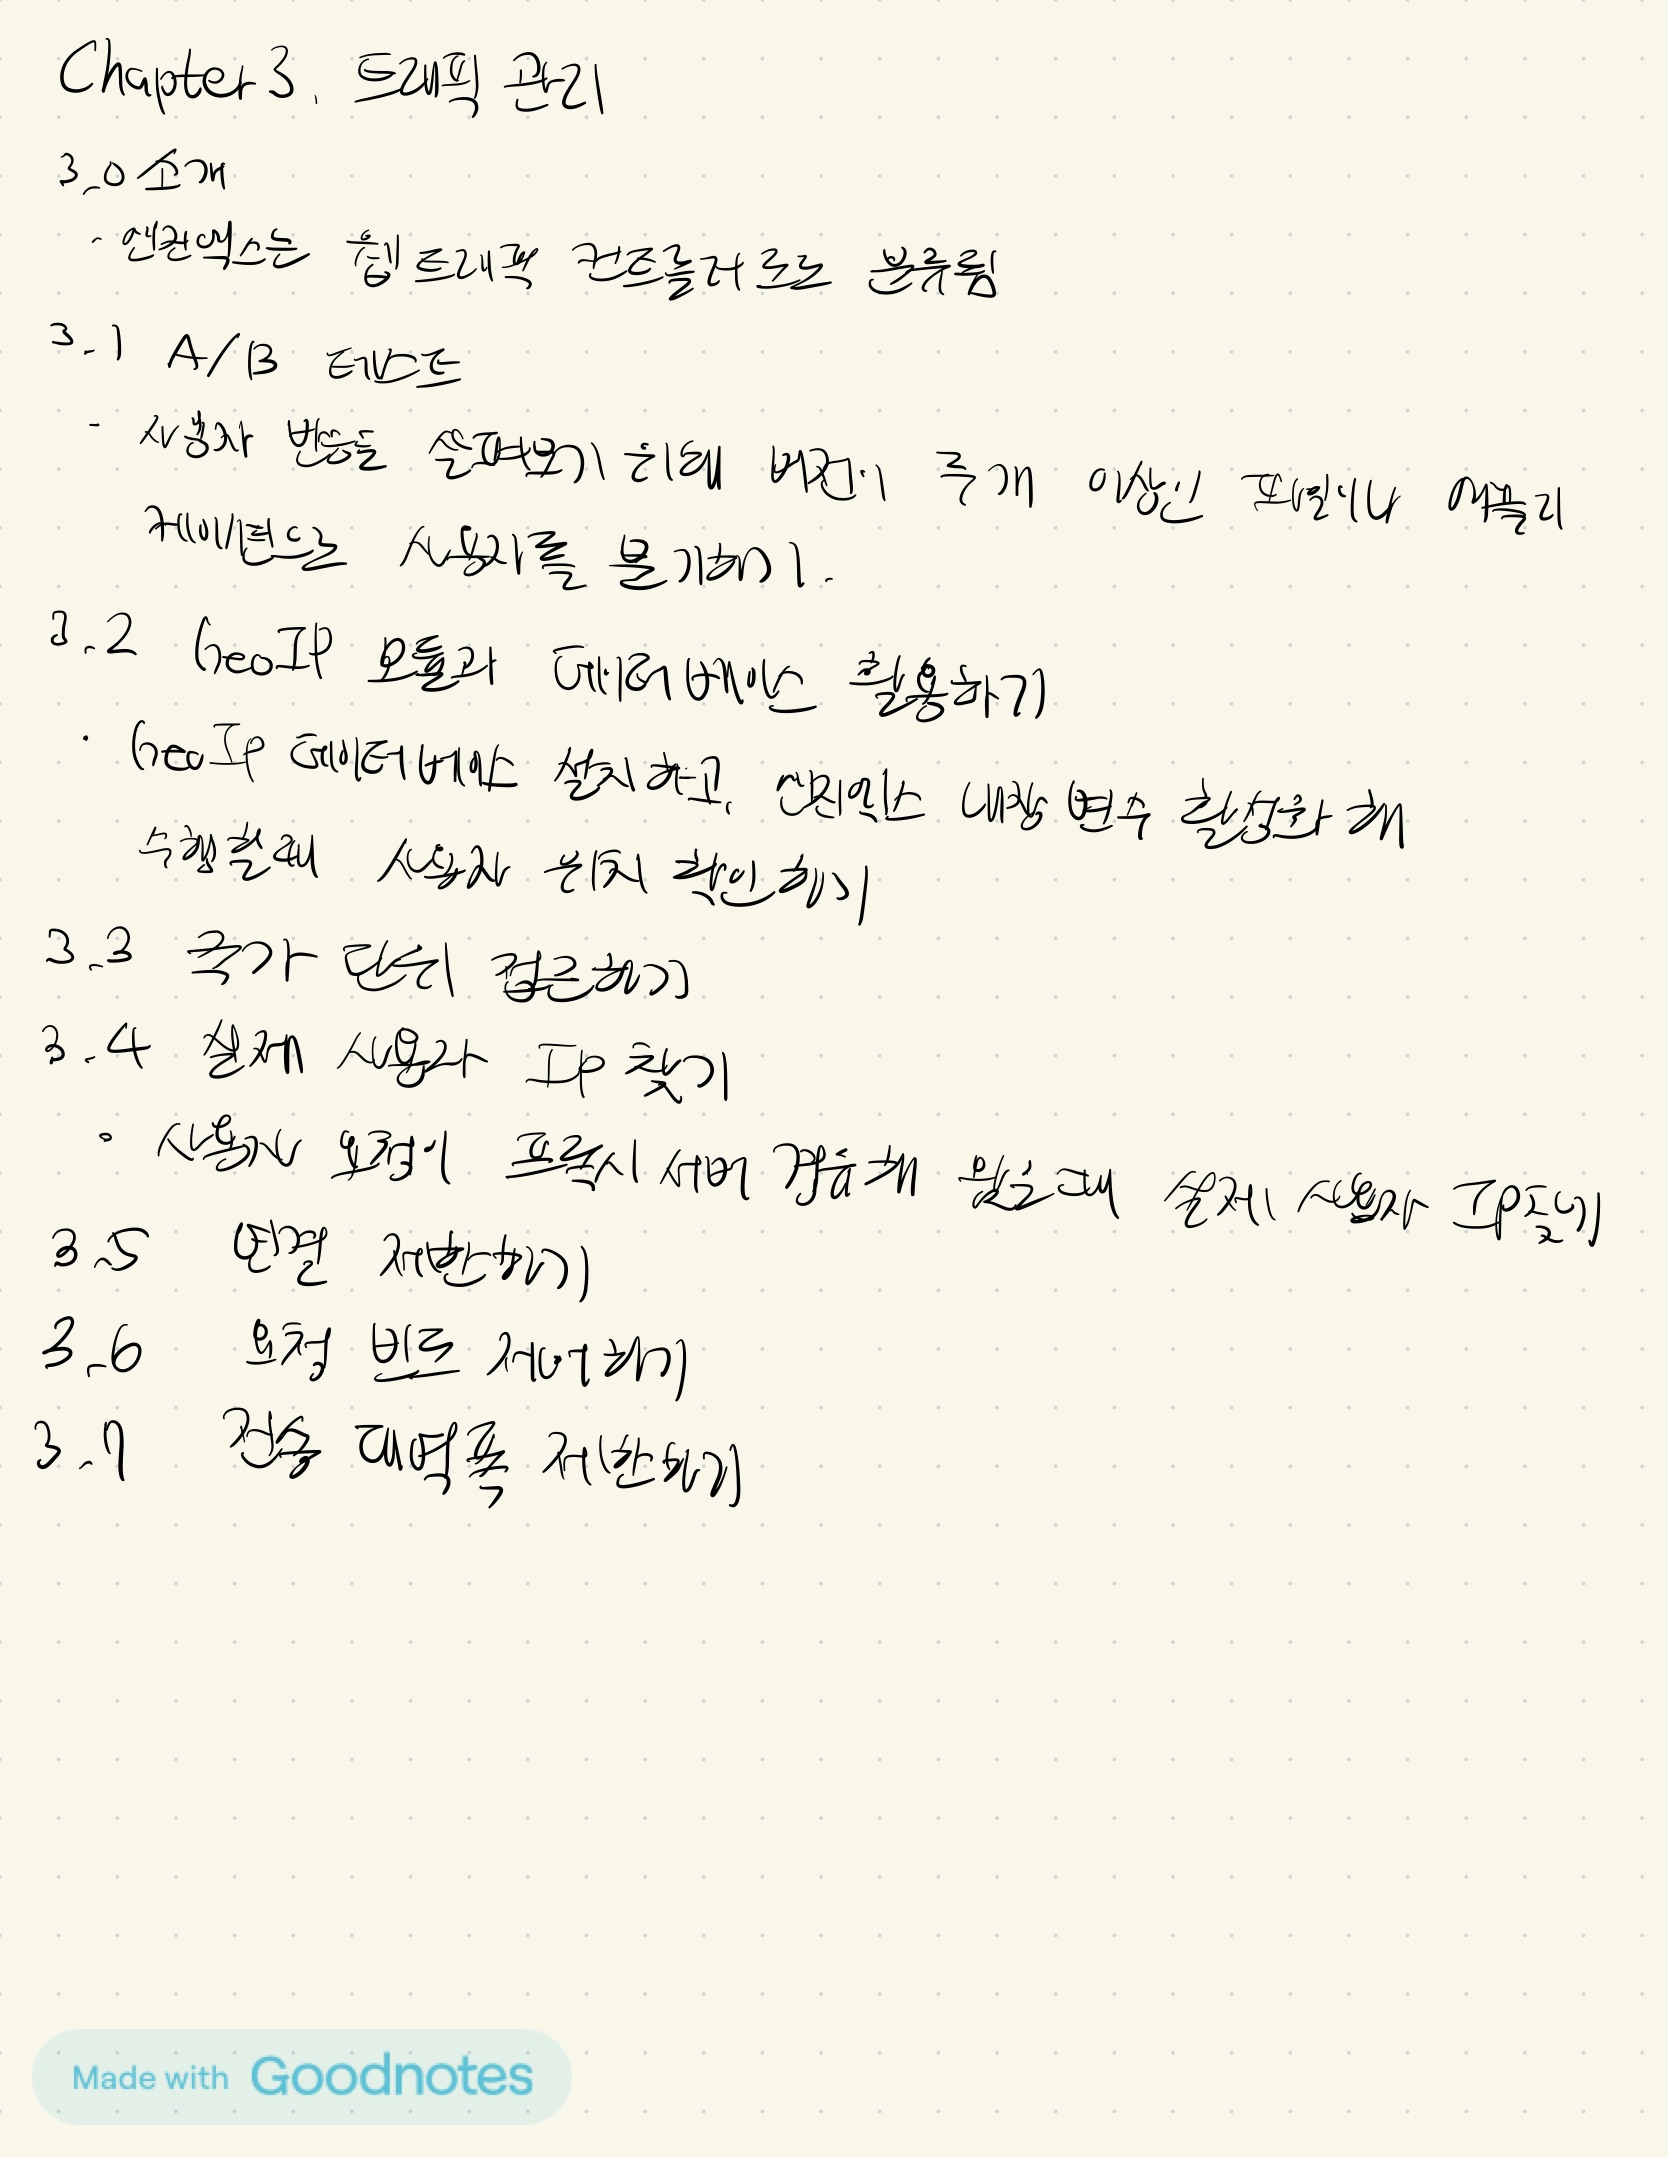 Chapter 3. 트래픽 관리
3.0 소개
- 엔진엑스는 웹 트래픽 컨트롤러로도 분류됨
3.1 A/B 테스트
- 사용자 반응을 살펴보기 위해 버전이 두개 이상인 파일이나 어플리
케이션으로 사용자를 분기하기.
3.2 GeoIP 모듈과 데이터베이스 활용하기
· GeoIP 데이터베이스 설치하고, 엔진엑스 내장 변수 활성화 해
수행할때 사용자 위치 확인하기
3.3 국가 단위 접근하기
3.4 실제 사용자 IP 찾기
· 사용자 요청이 프록시 서버 경유해 왔을때 실제 사용자 IP찾기
3.5 연결 제한하기
3.6 요청 빈도 제어하기
3.7 전송 대역폭 제한하기
Made with Goodnotes